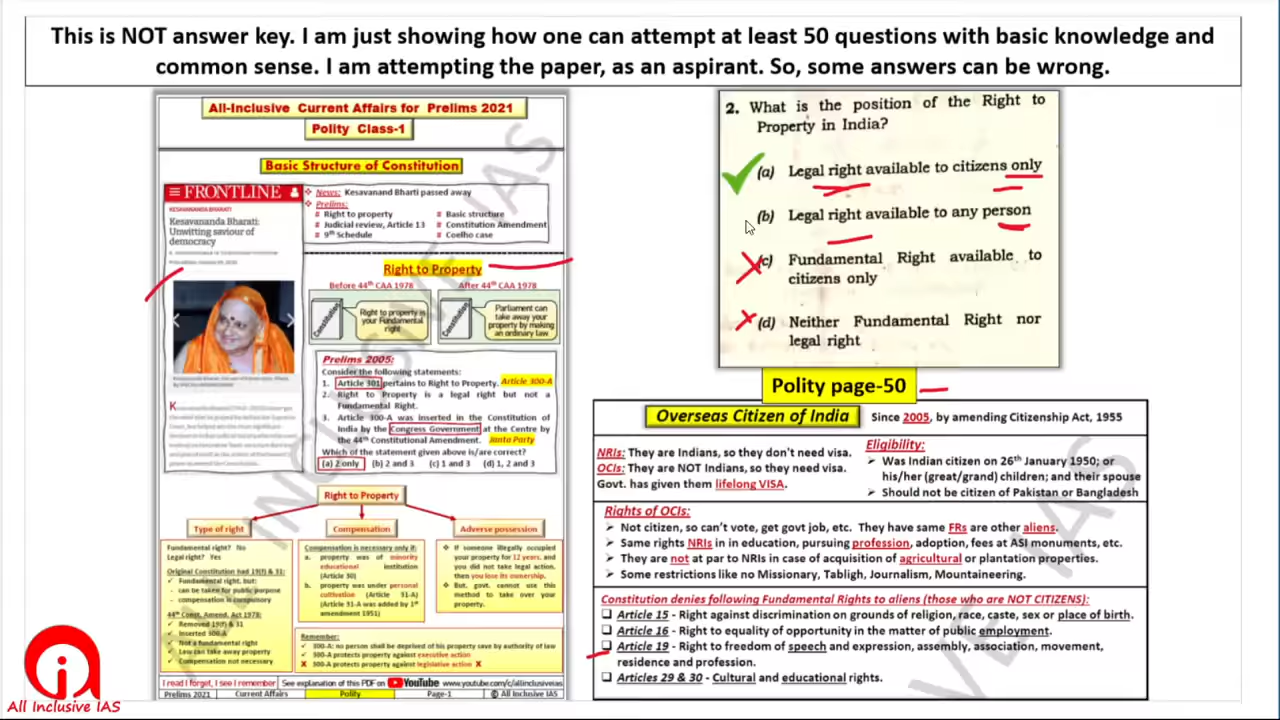 This is NOT answer key. I am just showing how one can attempt at least 50 questions with basic knowledge and
common sense. I am attempting the paper, as an aspirant. So, some answers can be wrong.
All-Inclusive Current Affairs for Prelims 2021
Polity Class-1
Basic Structure of Constitution
FRONTLINE
KESAVANANDA BHARATI
Kesavananda Bharati:
Unwitting saviour of
democracy
News: Kesavanand Bharti passed away
Prelims:
# Right to property
# Judicial review, Article 13
# 9th Schedule
# Basic structure
# Constitution Amendment
# Coelho case
Right to Property
Before 44th CAA 1978
After 44th CAA 1978
Constitution
Right to property is
your Fundamental
right
Constitution
Parliament can
take away your
property by making
an ordinary law
Prelims 2005:
Consider the following statements:
1. Article 301 pertains to Right to Property. Article 300-A
2. Right to Property is a legal right but not a
Fundamental Right.
3. Article 300-A was inserted in the Constitution of
India by the Congress Government at the Centre by
the 44th Constitutional Amendment. Janta Party
Which of the statement given above is/are correct?
(a) 2 only (b) 2 and 3 (c) 1 and 3 (d) 1, 2 and 3
Right to Property
Type of right
Fundamental right? No
Legal right? Yes
Original Constitution had 19(f) & 31:
Fundamental right, but:
- can be taken for public purpose
- compensation is compulsory
44th Const. Amend. Act 1978:
Removed 19(f) & 31
Inserted 300-A
Not a fundamental right
Law can take away property
Compensation not necessary
Compensation
Compensation is necessary only if:
a. property was of minority
educational institution
(Article 30)
b. property was under personal
cultivation (Article 31-A)
(Article 31-A was added by 1st
amendment 1951)
Adverse possession
If someone illegally occupied
your property for 12 years, and
you did not take legal action,
then you lose its ownership.
But, govt. cannot use this
method to take over your
property.
Remember:
300-A: no person shall be deprived of his property save by authority of law
300-A protects property against executive action
300-A protects property against legislative action
I read I forget, I see I remember
See explanation of this PDF on YouTube www.youtube.com/c/allinclusiveias
Prelims 2021 Current Affairs Polity Page-1 © All Inclusive IAS
2. What is the position of the Right to
Property in India?
(a) Legal right available to citizens only
(b) Legal right available to any person
(c) Fundamental Right available to
citizens only
(d) Neither Fundamental Right nor
legal right
Polity page-50
Overseas Citizen of India Since 2005, by amending Citizenship Act, 1955
NRIs: They are Indians, so they don't need visa.
OCIs: They are NOT Indians, so they need visa.
Govt. has given them lifelong VISA.
Eligibility:
Was Indian citizen on 26th January 1950; or
his/her (great/grand) children; and their spouse
Should not be citizen of Pakistan or Bangladesh
Rights of OCIs:
Not citizen, so can't vote, get govt job, etc. They have same FRs are other aliens.
Same rights NRIs in in education, pursuing profession, adoption, fees at ASI monuments, etc.
They are not at par to NRIs in case of acquisition of agricultural or plantation properties.
Some restrictions like no Missionary, Tabligh, Journalism, Mountaineering.
Constitution denies following Fundamental Rights to aliens (those who are NOT CITIZENS):
Article 15 - Right against discrimination on grounds of religion, race, caste, sex or place of birth.
Article 16 - Right to equality of opportunity in the matter of public employment.
Article 19 - Right to freedom of speech and expression, assembly, association, movement,
residence and profession.
Articles 29 & 30 - Cultural and educational rights.
All Inclusive IAS